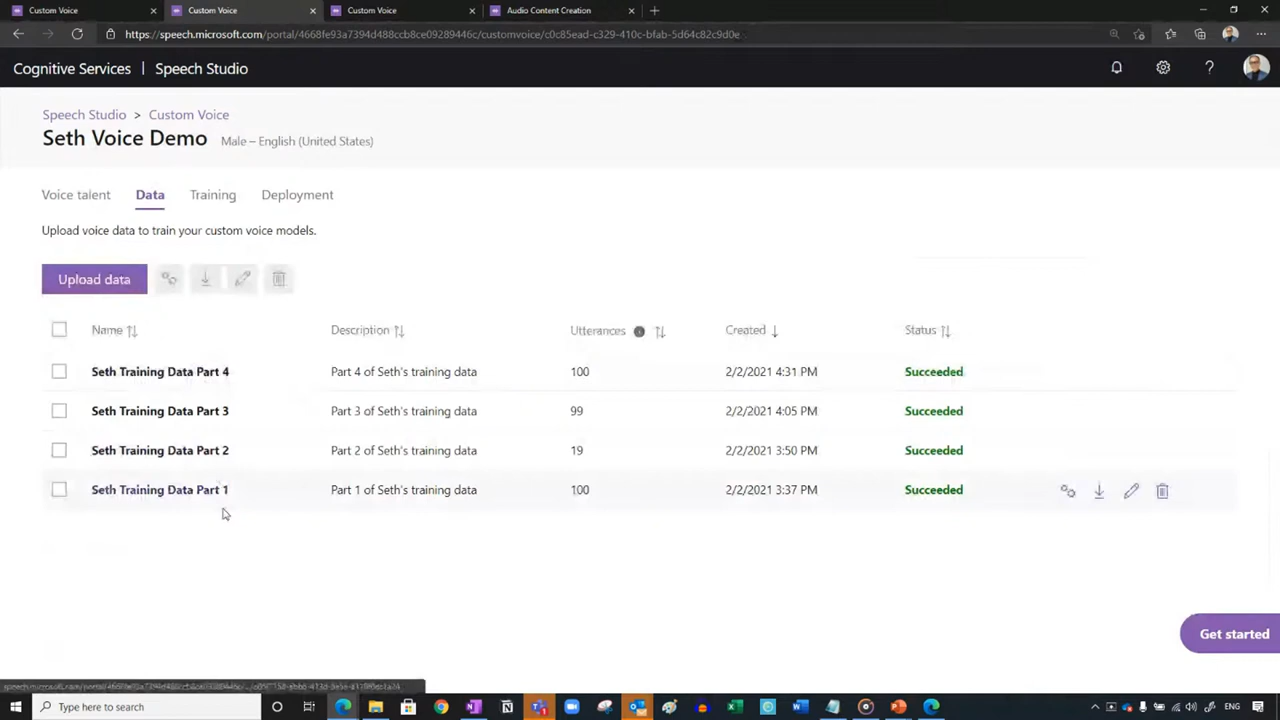 Custom Voice
Custom Voice
Custom Voice
Audio Content Creation
https://speech.microsoft.com/portal/4668fe93a7394d488ccb8ce09289446c/customvoice/c0c85ead-c329-410c-bfab-5d64c82c9d0e
Cognitive Services | Speech Studio
Speech Studio > Custom Voice
Seth Voice Demo Male – English (United States)
Voice talent Data Training Deployment
Upload voice data to train your custom voice models.
Upload data
Name Description Utterances Created Status
Seth Training Data Part 4 Part 4 of Seth's training data 100 2/2/2021 4:31 PM Succeeded
Seth Training Data Part 3 Part 3 of Seth's training data 99 2/2/2021 4:05 PM Succeeded
Seth Training Data Part 2 Part 2 of Seth's training data 19 2/2/2021 3:50 PM Succeeded
Seth Training Data Part 1 Part 1 of Seth's training data 100 2/2/2021 3:37 PM Succeeded
Get started
Type here to search
ENG